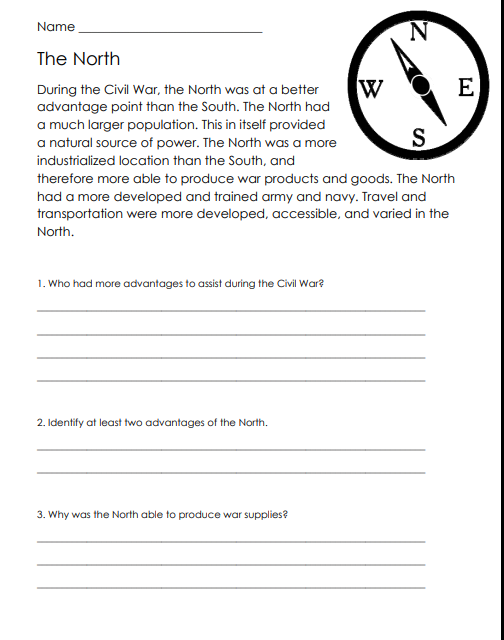 Name
N
The North
During the Civil War, the North was at a better
W
E
advantage point than the South. The North had
a much larger population. This in itself provided
a natural source of power. The North was a more
S
industrialized location than the South, and
therefore more able to produce war products and goods. The North
had a more developed and trained army and navy. Travel and
transportation were more developed, accessible, and varied in the
North.
1. Who had more advantages to assist during the Civil War?
2. Identify at least two advantages of the North.
3. Why was the North able to produce war supplies?